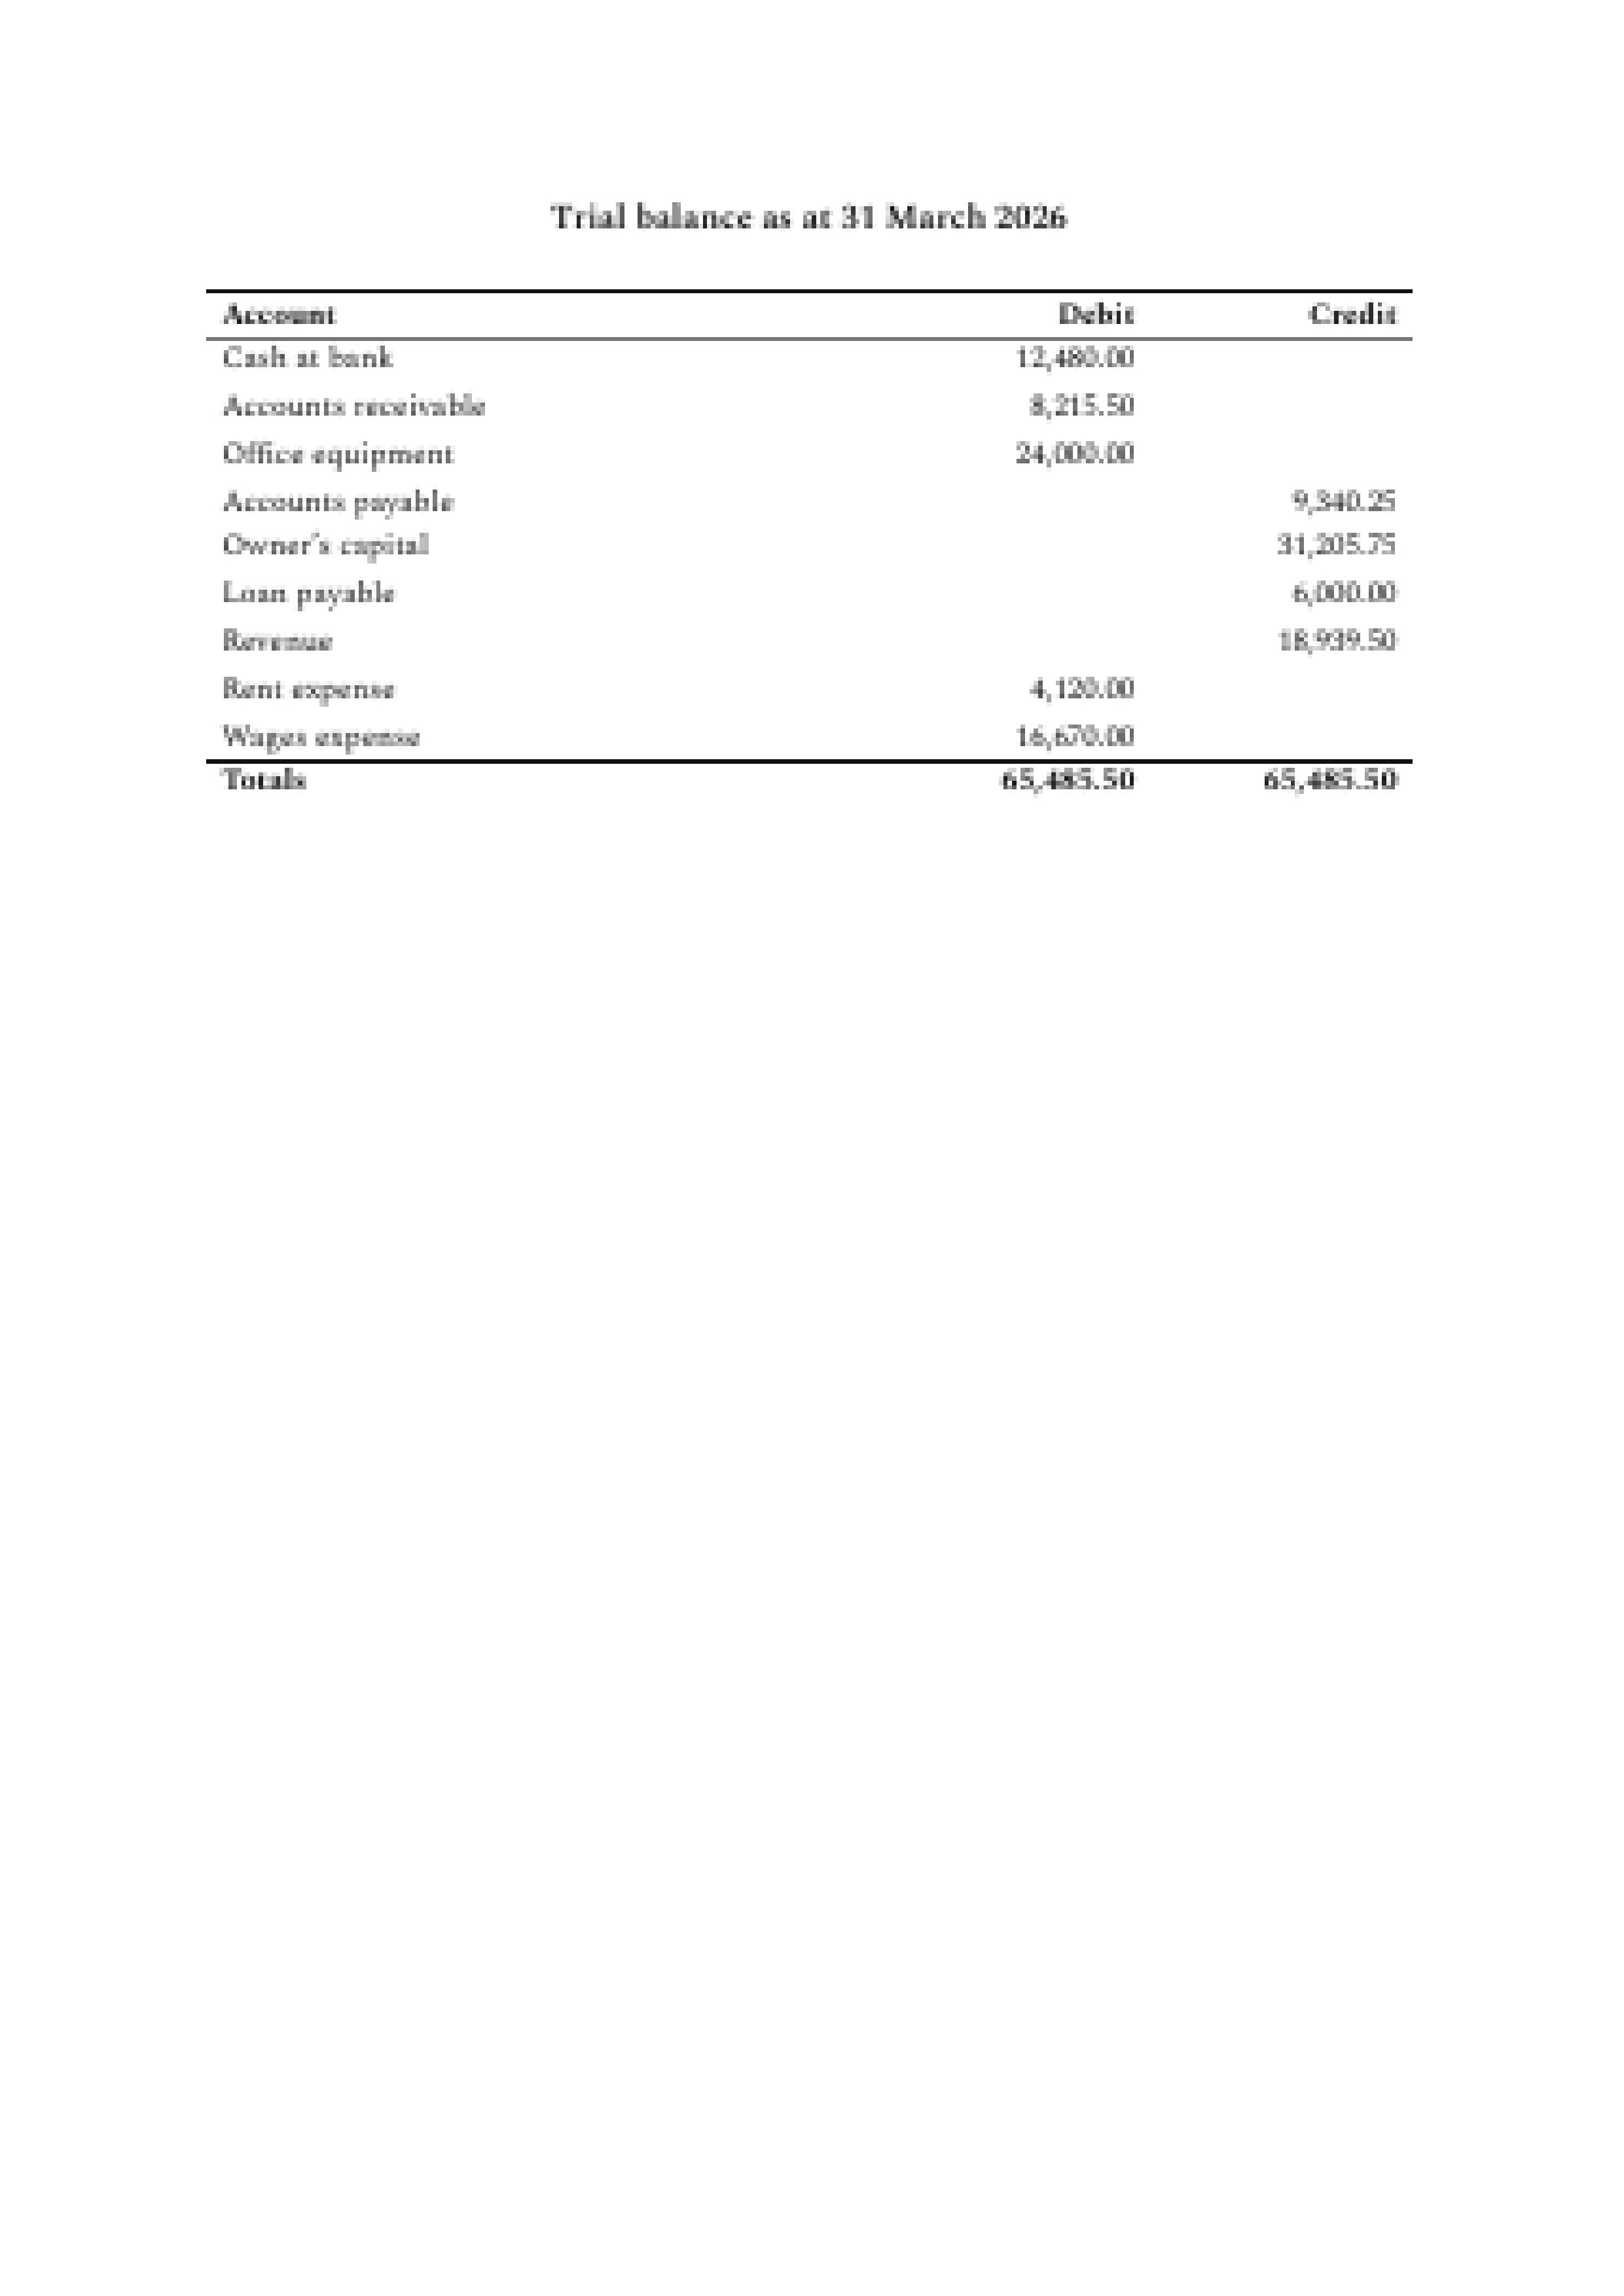 Trial balance as at 31 March 2026
Account Debit Credit
Cash at bank 12,480.00
Accounts receivable 8,215.50
Office equipment 24,000.00
Accounts payable 9,340.25
Owner's capital 31,205.75
Loan payable 6,000.00
Revenue 18,939.50
Rent expense 4,120.00
Wages expense 16,670.00
Totals 65,485.50 65,485.50